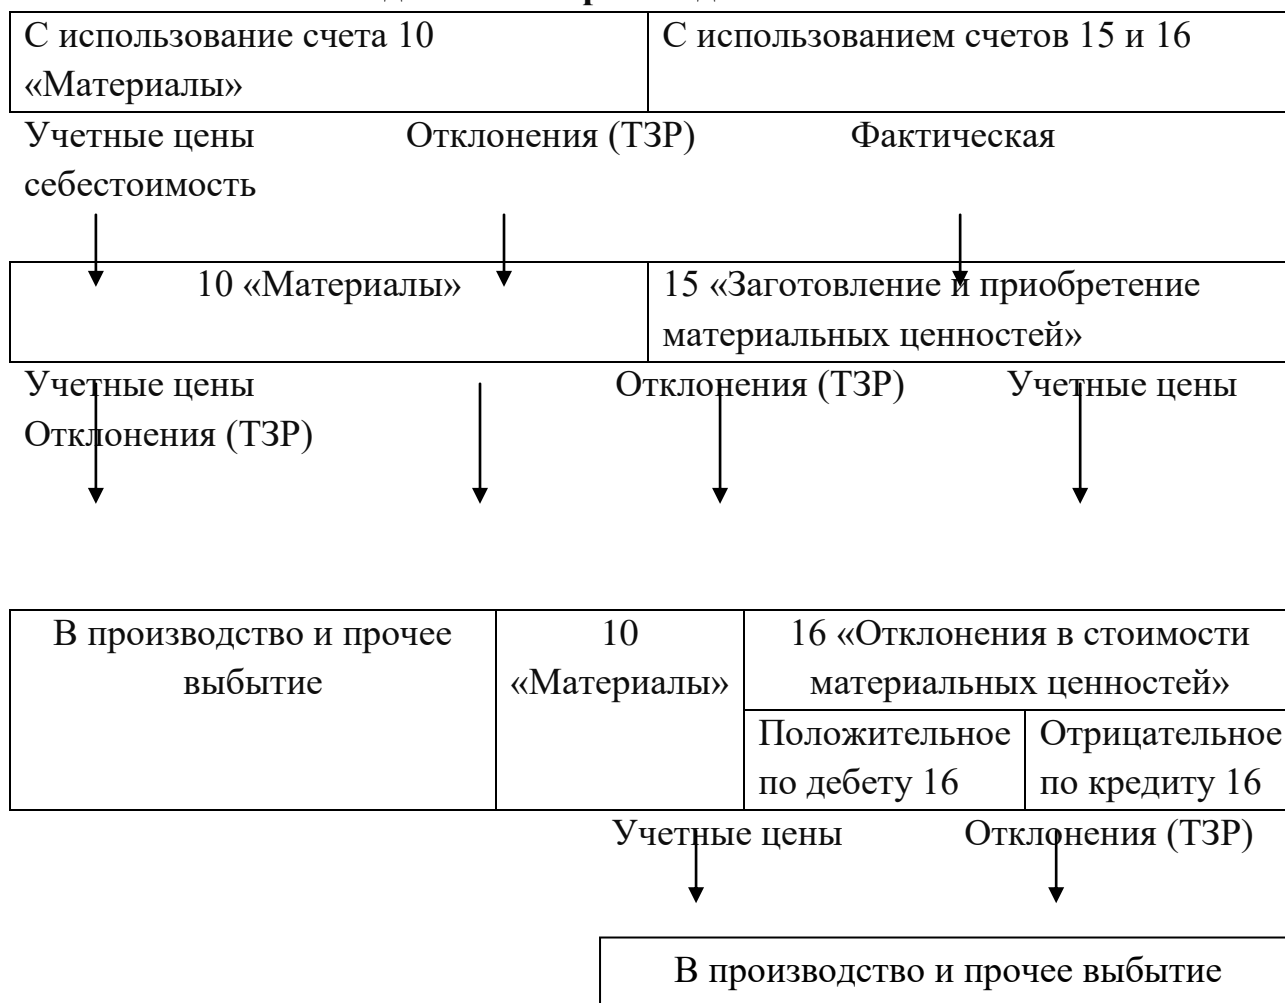 С использование счета 10
«Материалы»
С использованием счетов 15 и 16
Учетные цены Отклонения (ТЗР) Фактическая
себестоимость
10 «Материалы»
15 «Заготовление и приобретение
материальных ценностей»
Учетные цены Отклонения (ТЗР) Учетные цены
Отклонения (ТЗР)
В производство и прочее
выбытие
10
«Материалы»
16 «Отклонения в стоимости
материальных ценностей»
Положительное
по дебету 16
Отрицательное
по кредиту 16
Учетные цены Отклонения (ТЗР)
В производство и прочее выбытие